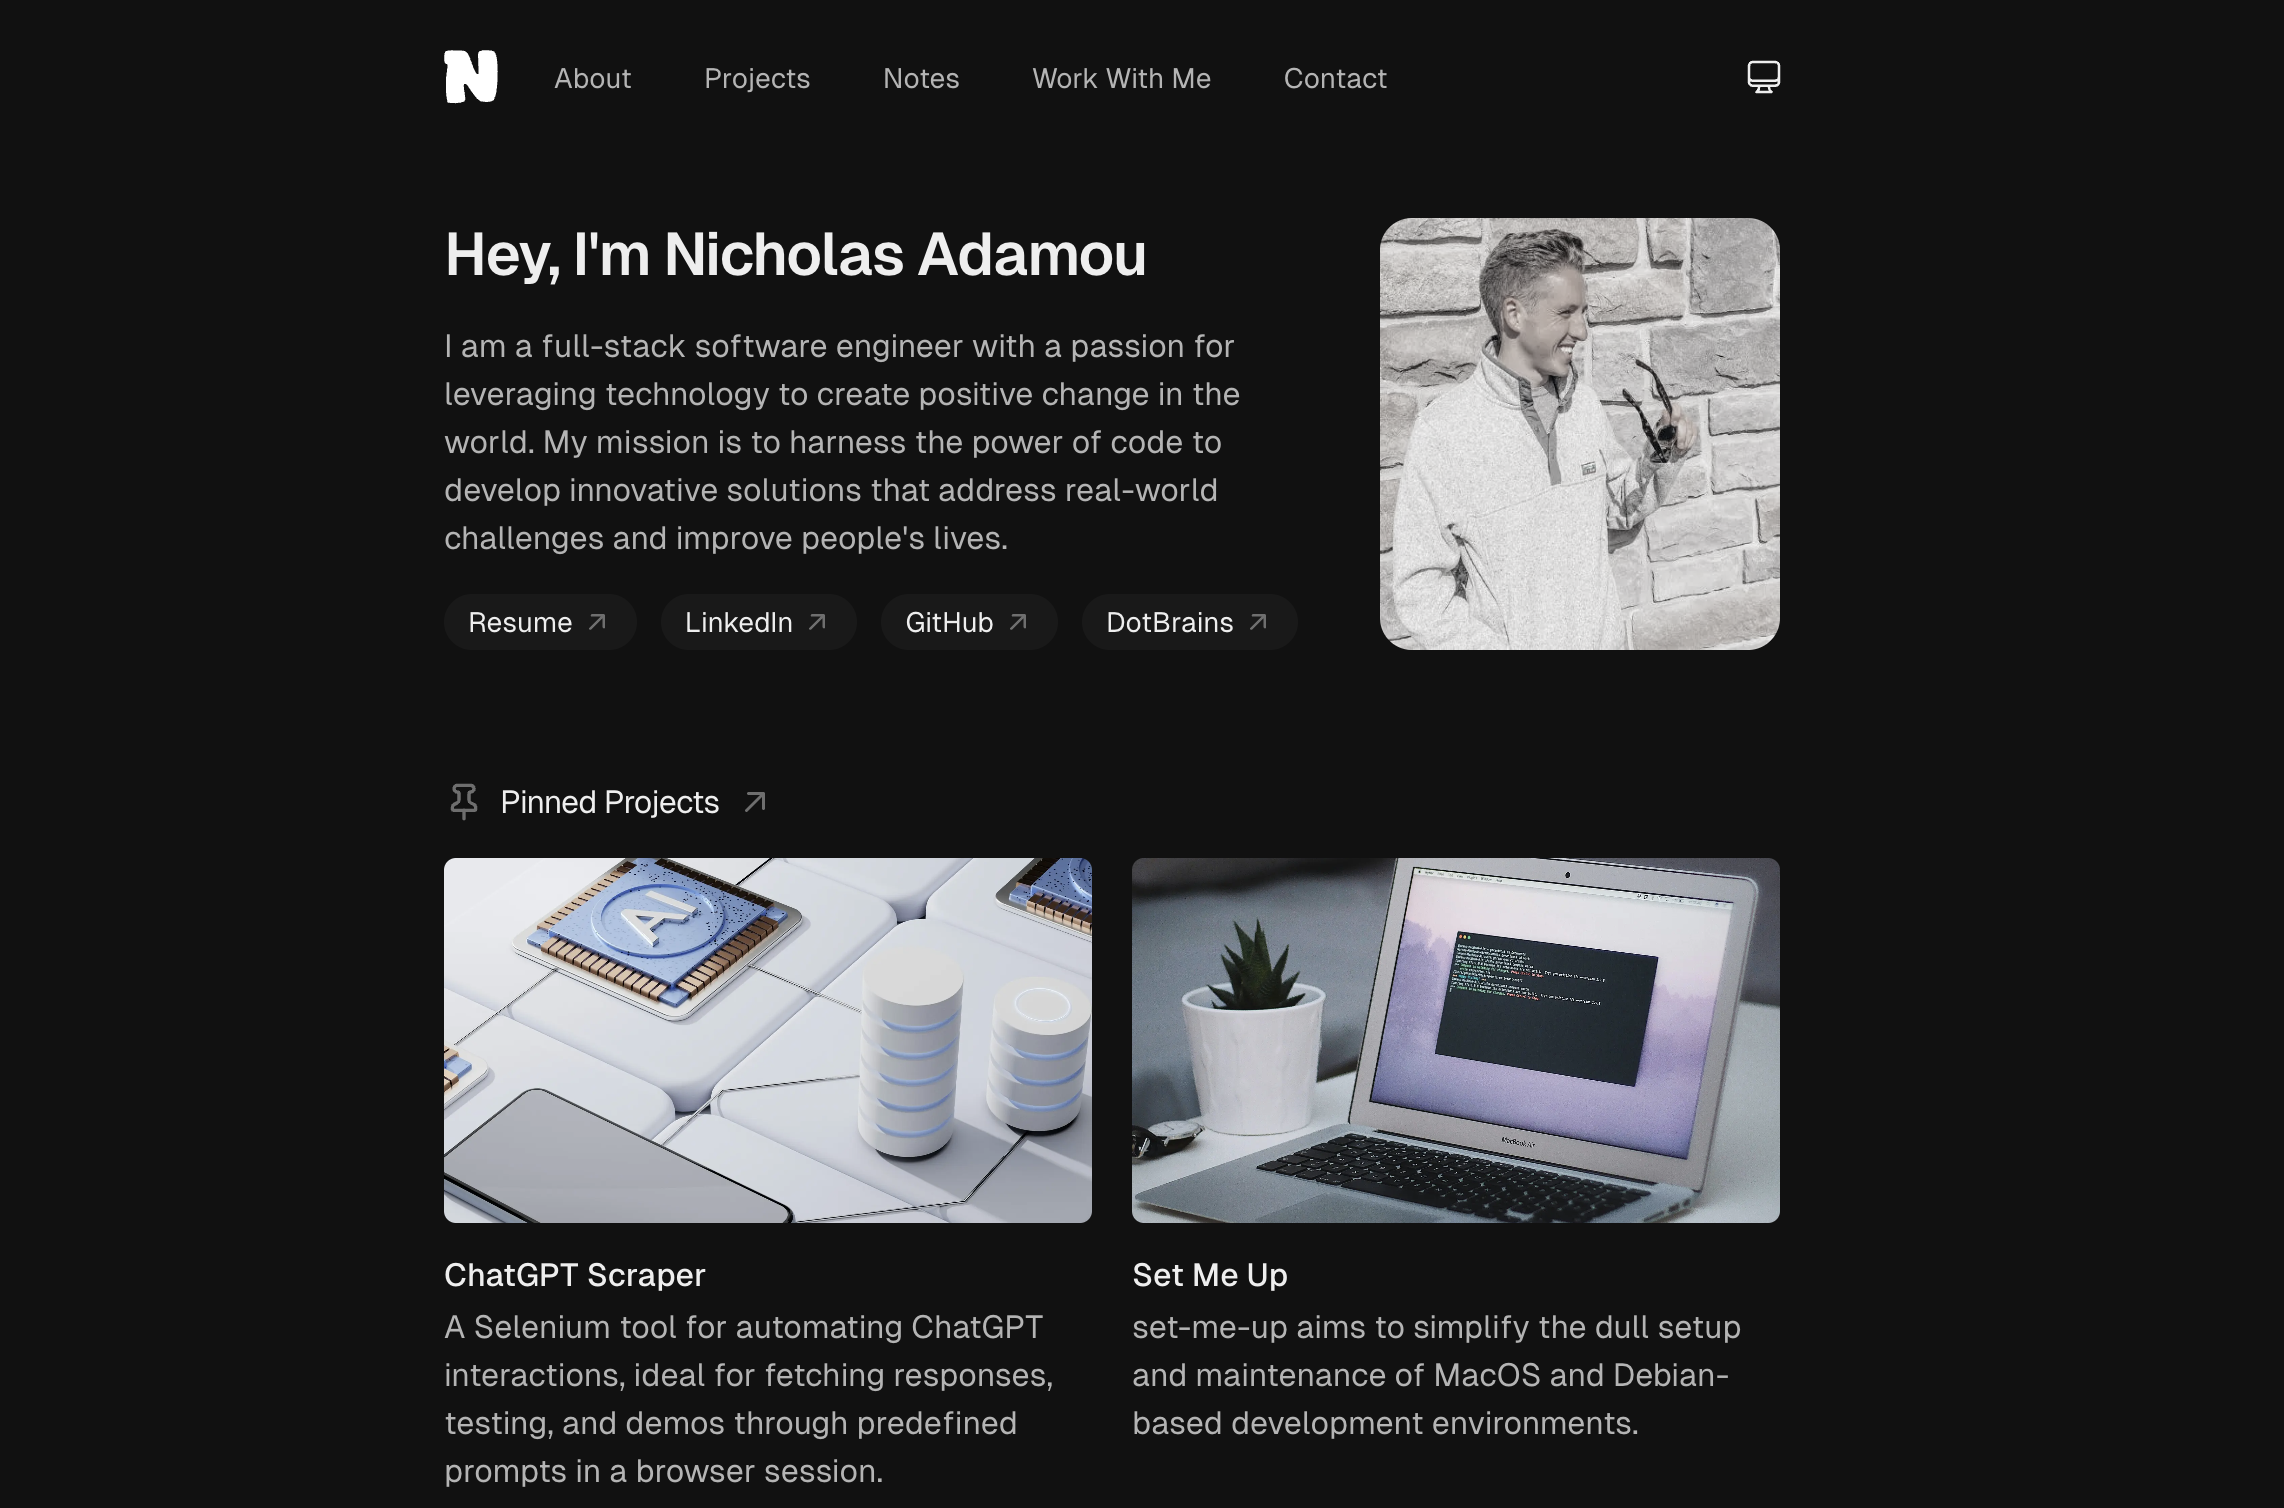 N
About
Projects
Notes
Work With Me
Contact
Hey, I'm Nicholas Adamou
I am a full-stack software engineer with a passion for
leveraging technology to create positive change in the
world. My mission is to harness the power of code to
develop innovative solutions that address real-world
challenges and improve people's lives.
Resume
LinkedIn
GitHub
DotBrains
Pinned Projects
AI
MacBook Air
ChatGPT Scraper
A Selenium tool for automating ChatGPT
interactions, ideal for fetching responses,
testing, and demos through predefined
prompts in a browser session.
Set Me Up
set-me-up aims to simplify the dull setup
and maintenance of MacOS and Debian-
based development environments.